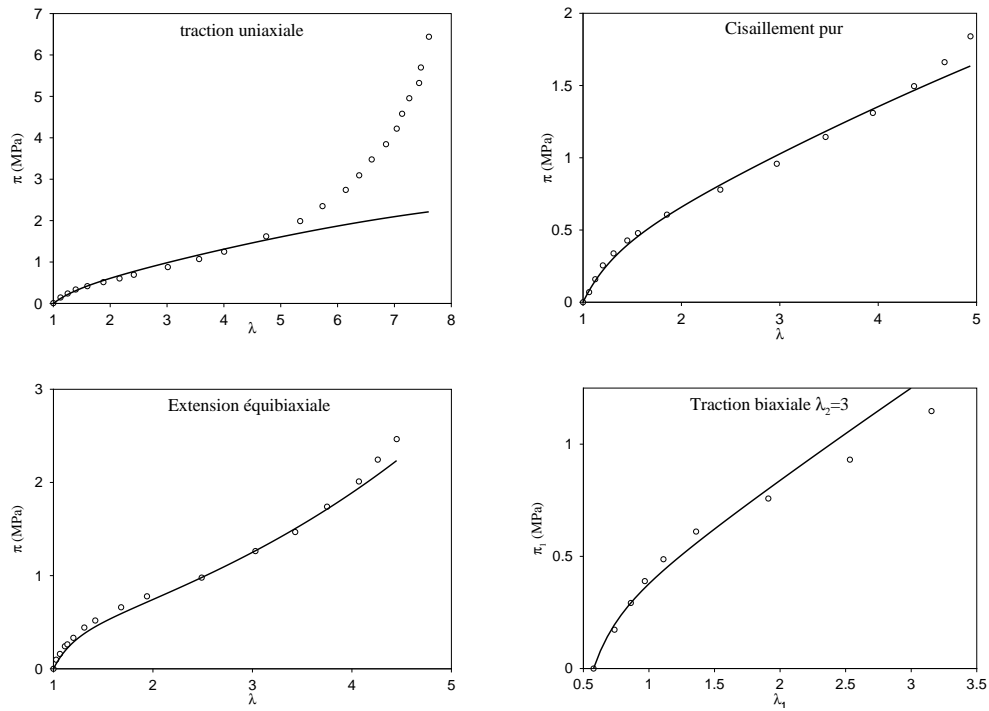 traction uniaxiale
π (MPa)
7
6
5
4
3
2
1
0
1 2 3 4 5 6 7 8
λ
Cisaillement pur
π (MPa)
2
1.5
1
0.5
0
1 2 3 4 5
λ
Extension équibiaxiale
π (MPa)
3
2
1
0
1 2 3 4 5
λ
Traction biaxiale λ₂=3
π₁ (MPa)
1
0.5
0
0.5 1 1.5 2 2.5 3 3.5
λ₁